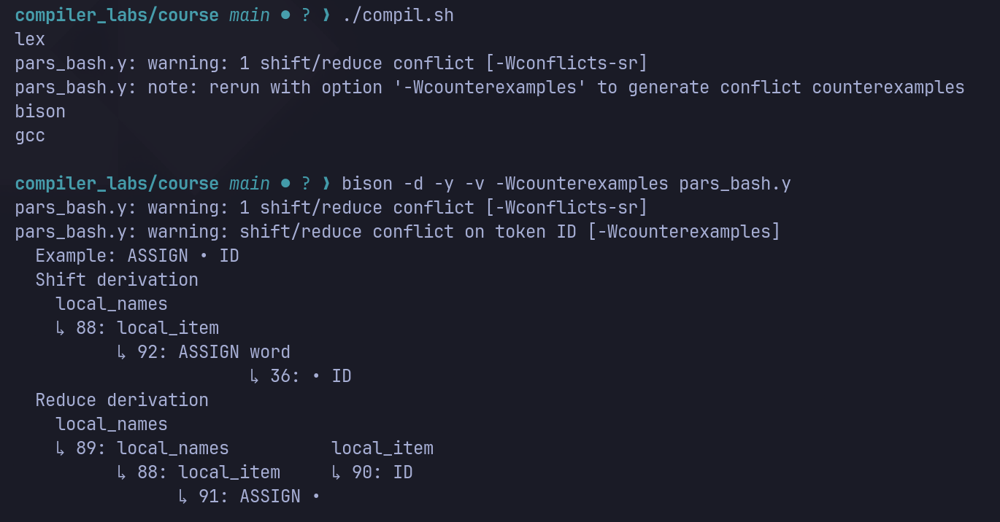 compiler_labs/course main ● ? ❱ ./compil.sh
lex
pars_bash.y: warning: 1 shift/reduce conflict [-Wconflicts-sr]
pars_bash.y: note: rerun with option '-Wcounterexamples' to generate conflict counterexamples
bison
gcc
compiler_labs/course main ● ? ❱ bison -d -y -v -Wcounterexamples pars_bash.y
pars_bash.y: warning: 1 shift/reduce conflict [-Wconflicts-sr]
pars_bash.y: warning: shift/reduce conflict on token ID [-Wcounterexamples]
  Example: ASSIGN • ID
  Shift derivation
    local_names
    ↳ 88: local_item
          ↳ 92: ASSIGN word
                       ↳ 36: • ID
  Reduce derivation
    local_names
    ↳ 89: local_names          local_item
          ↳ 88: local_item     ↳ 90: ID
                ↳ 91: ASSIGN •